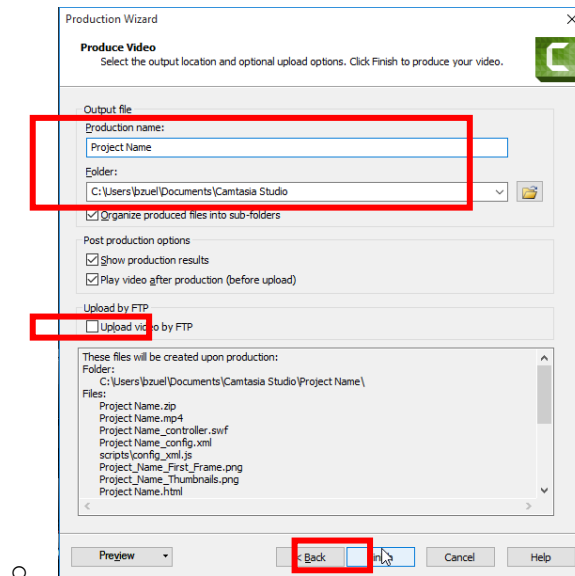 Production Wizard
Produce Video
Select the output location and optional upload options. Click Finish to produce your video.
Output file
Production name:
Project Name
Folder:
C:\Users\bzuel\Documents\Camtasia Studio
Organize produced files into sub-folders
Post production options
Show production results
Play video after production (before upload)
Upload by FTP
Upload video by FTP
These files will be created upon production:
Folder:
C:\Users\bzuel\Documents\Camtasia Studio\Project Name\
Files:
Project Name.zip
Project Name.mp4
Project Name_controller.swf
Project Name_config.xml
scripts\config_xml.js
Project_Name_First_Frame.png
Project_Name_Thumbnails.png
Project Name.html
Preview < Back Cancel Help